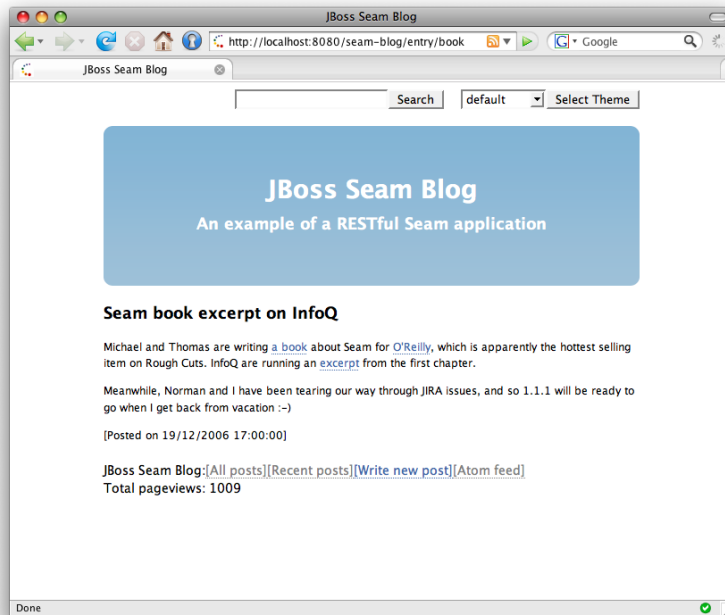 JBoss Seam Blog
http://localhost:8080/seam-blog/entry/book
Google
JBoss Seam Blog
Search
default
Select Theme
JBoss Seam Blog
An example of a RESTful Seam application
Seam book excerpt on InfoQ
Michael and Thomas are writing a book about Seam for O'Reilly, which is apparently the hottest selling
item on Rough Cuts. InfoQ are running an excerpt from the first chapter.
Meanwhile, Norman and I have been tearing our way through JIRA issues, and so 1.1.1 will be ready to
go when I get back from vacation :-)
[Posted on 19/12/2006 17:00:00]
JBoss Seam Blog:[All posts][Recent posts][Write new post][Atom feed]
Total pageviews: 1009
Done